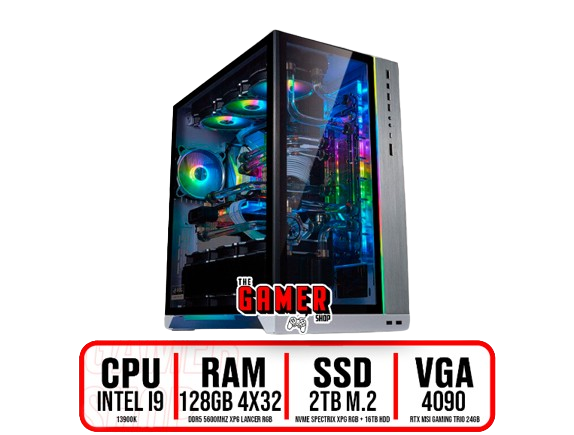 THE
GAMER
SHOP
CPU
INTEL I9
13900K
RAM
128GB 4X32
DDR5 5600MHZ XPG LANCER RGB
SSD
2TB M.2
NVME SPECTRIX XPG RGB + 16TB HDD
VGA
4090
RTX MSI GAMING TRIO 24GB